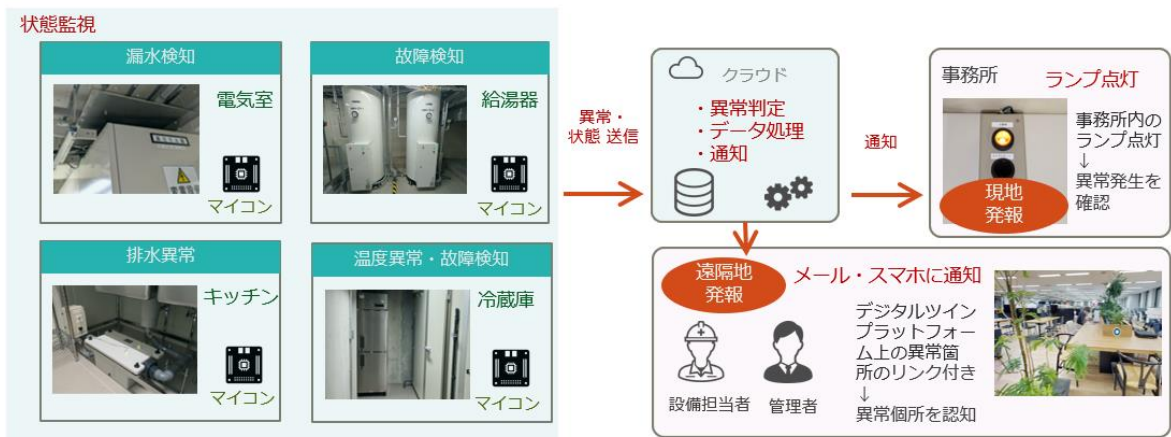 状態監視
漏水検知
電気室
マイコン
故障検知
給湯器
マイコン
排水異常
キッチン
マイコン
温度異常・故障検知
冷蔵庫
マイコン
異常・
状態 送信
クラウド
・異常判定
・データ処理
・通知
通知
事務所
ランプ点灯
事務所内の
ランプ点灯
↓
異常発生を
確認
現地
発報
遠隔地
発報
メール・スマホに通知
設備担当者
管理者
デジタルツイン
プラットフォー
ム上の異常箇
所のリンク付き
↓
異常個所を認知